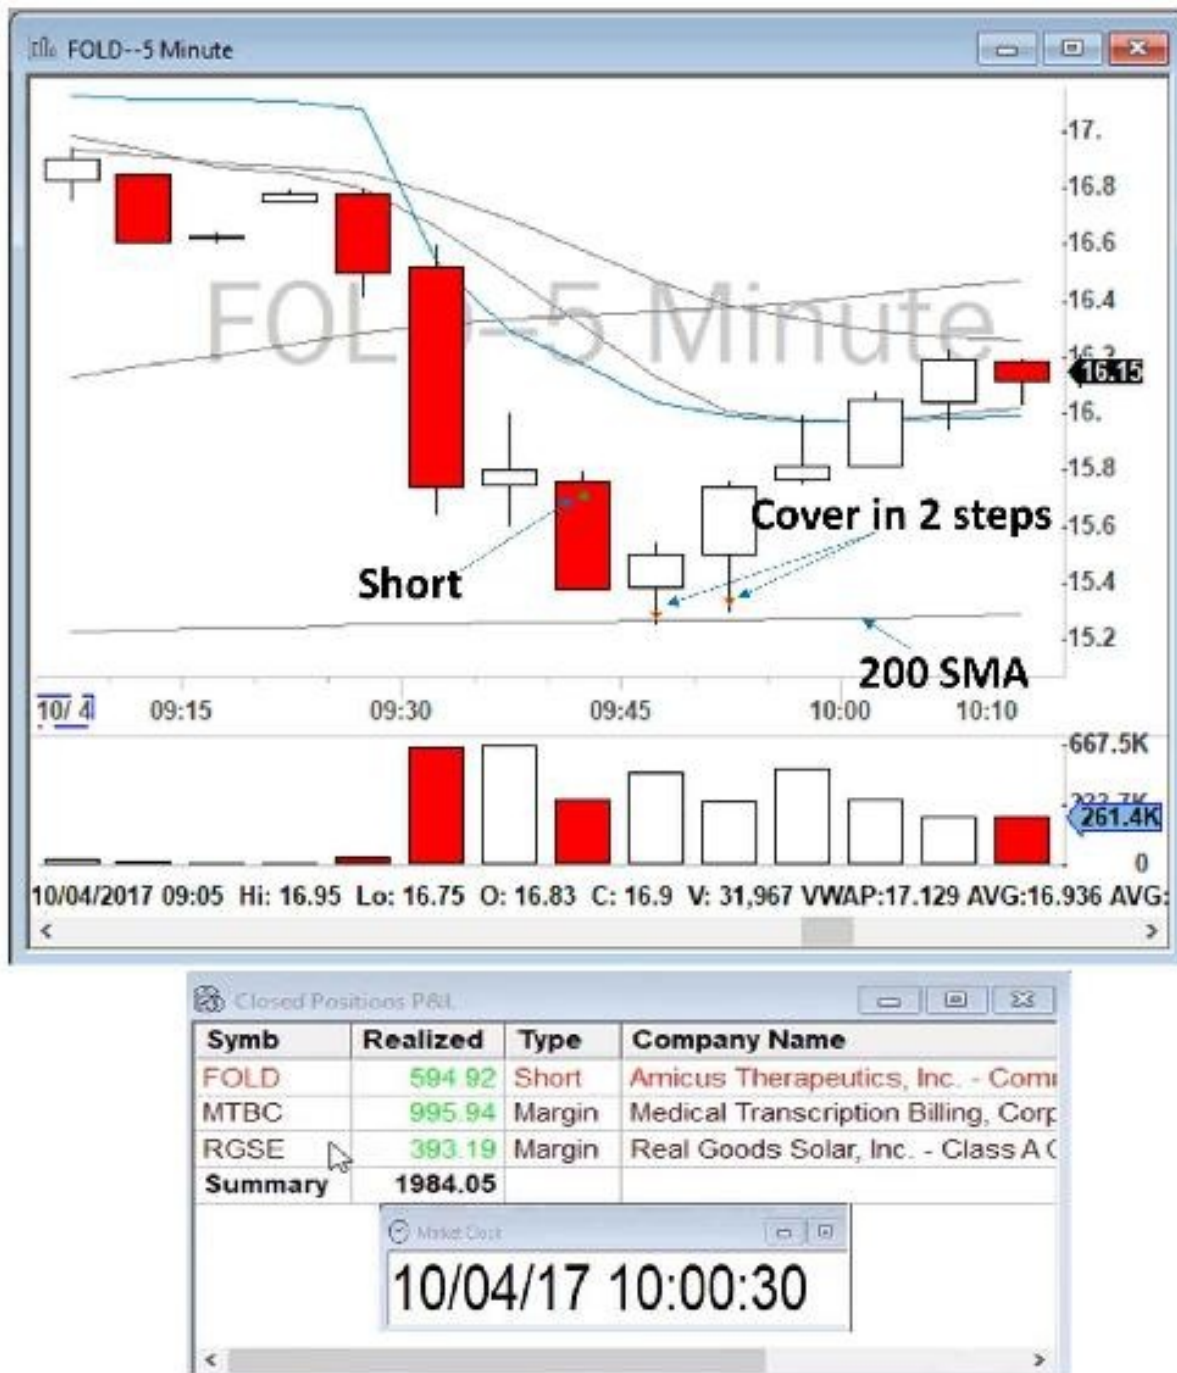 FOLD--5 Minute
FOLD--5 Minute
17.
16.8
16.6
16.4
16.2
16.15
16.
15.8
Cover in 2 steps
15.6
Short
15.4
15.2
200 SMA
10/ 4 09:15 09:30 09:45 10:00 10:10
667.5K
261.4K
0
10/04/2017 09:05 Hi: 16.95 Lo: 16.75 O: 16.83 C: 16.9 V: 31,967 VWAP:17.129 AVG:16.936 AVG:
Closed Positions P&L
Symb Realized Type Company Name
FOLD 594.92 Short Amicus Therapeutics, Inc. - Com
MTBC 995.94 Margin Medical Transcription Billing, Corp
RGSE 393.19 Margin Real Goods Solar, Inc. - Class A
Summary 1984.05
Market Clock
10/04/17 10:00:30